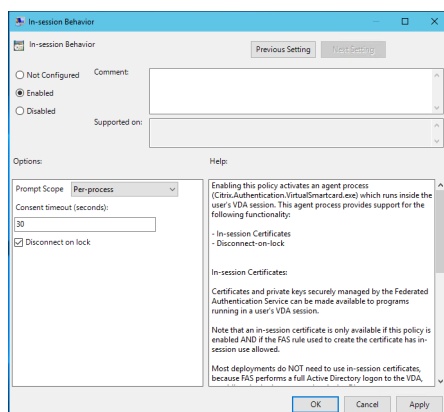 In-session Behavior
In-session Behavior
Previous Setting
Next Setting
Not Configured
Comment:
Enabled
Disabled
Supported on:
Options:
Help:
Prompt Scope
Per-process
Consent timeout (seconds):
30
Disconnect on lock
Enabling this policy activates an agent process
(Citrix.Authentication.VirtualSmartcard.exe) which runs inside the
user's VDA session. This agent process provides support for the
following functionality:
- In-session Certificates
- Disconnect-on-lock
In-session Certificates:
Certificates and private keys securely managed by the Federated
Authentication Service can be made available to programs
running in a user's VDA session.
Note that an in-session certificate is only available if this policy is
enabled AND if the FAS rule used to create the certificate has in-
session use allowed.
Most deployments do NOT need to use in-session certificates,
because FAS performs a full Active Directory logon to the VDA,
OK
Cancel
Apply